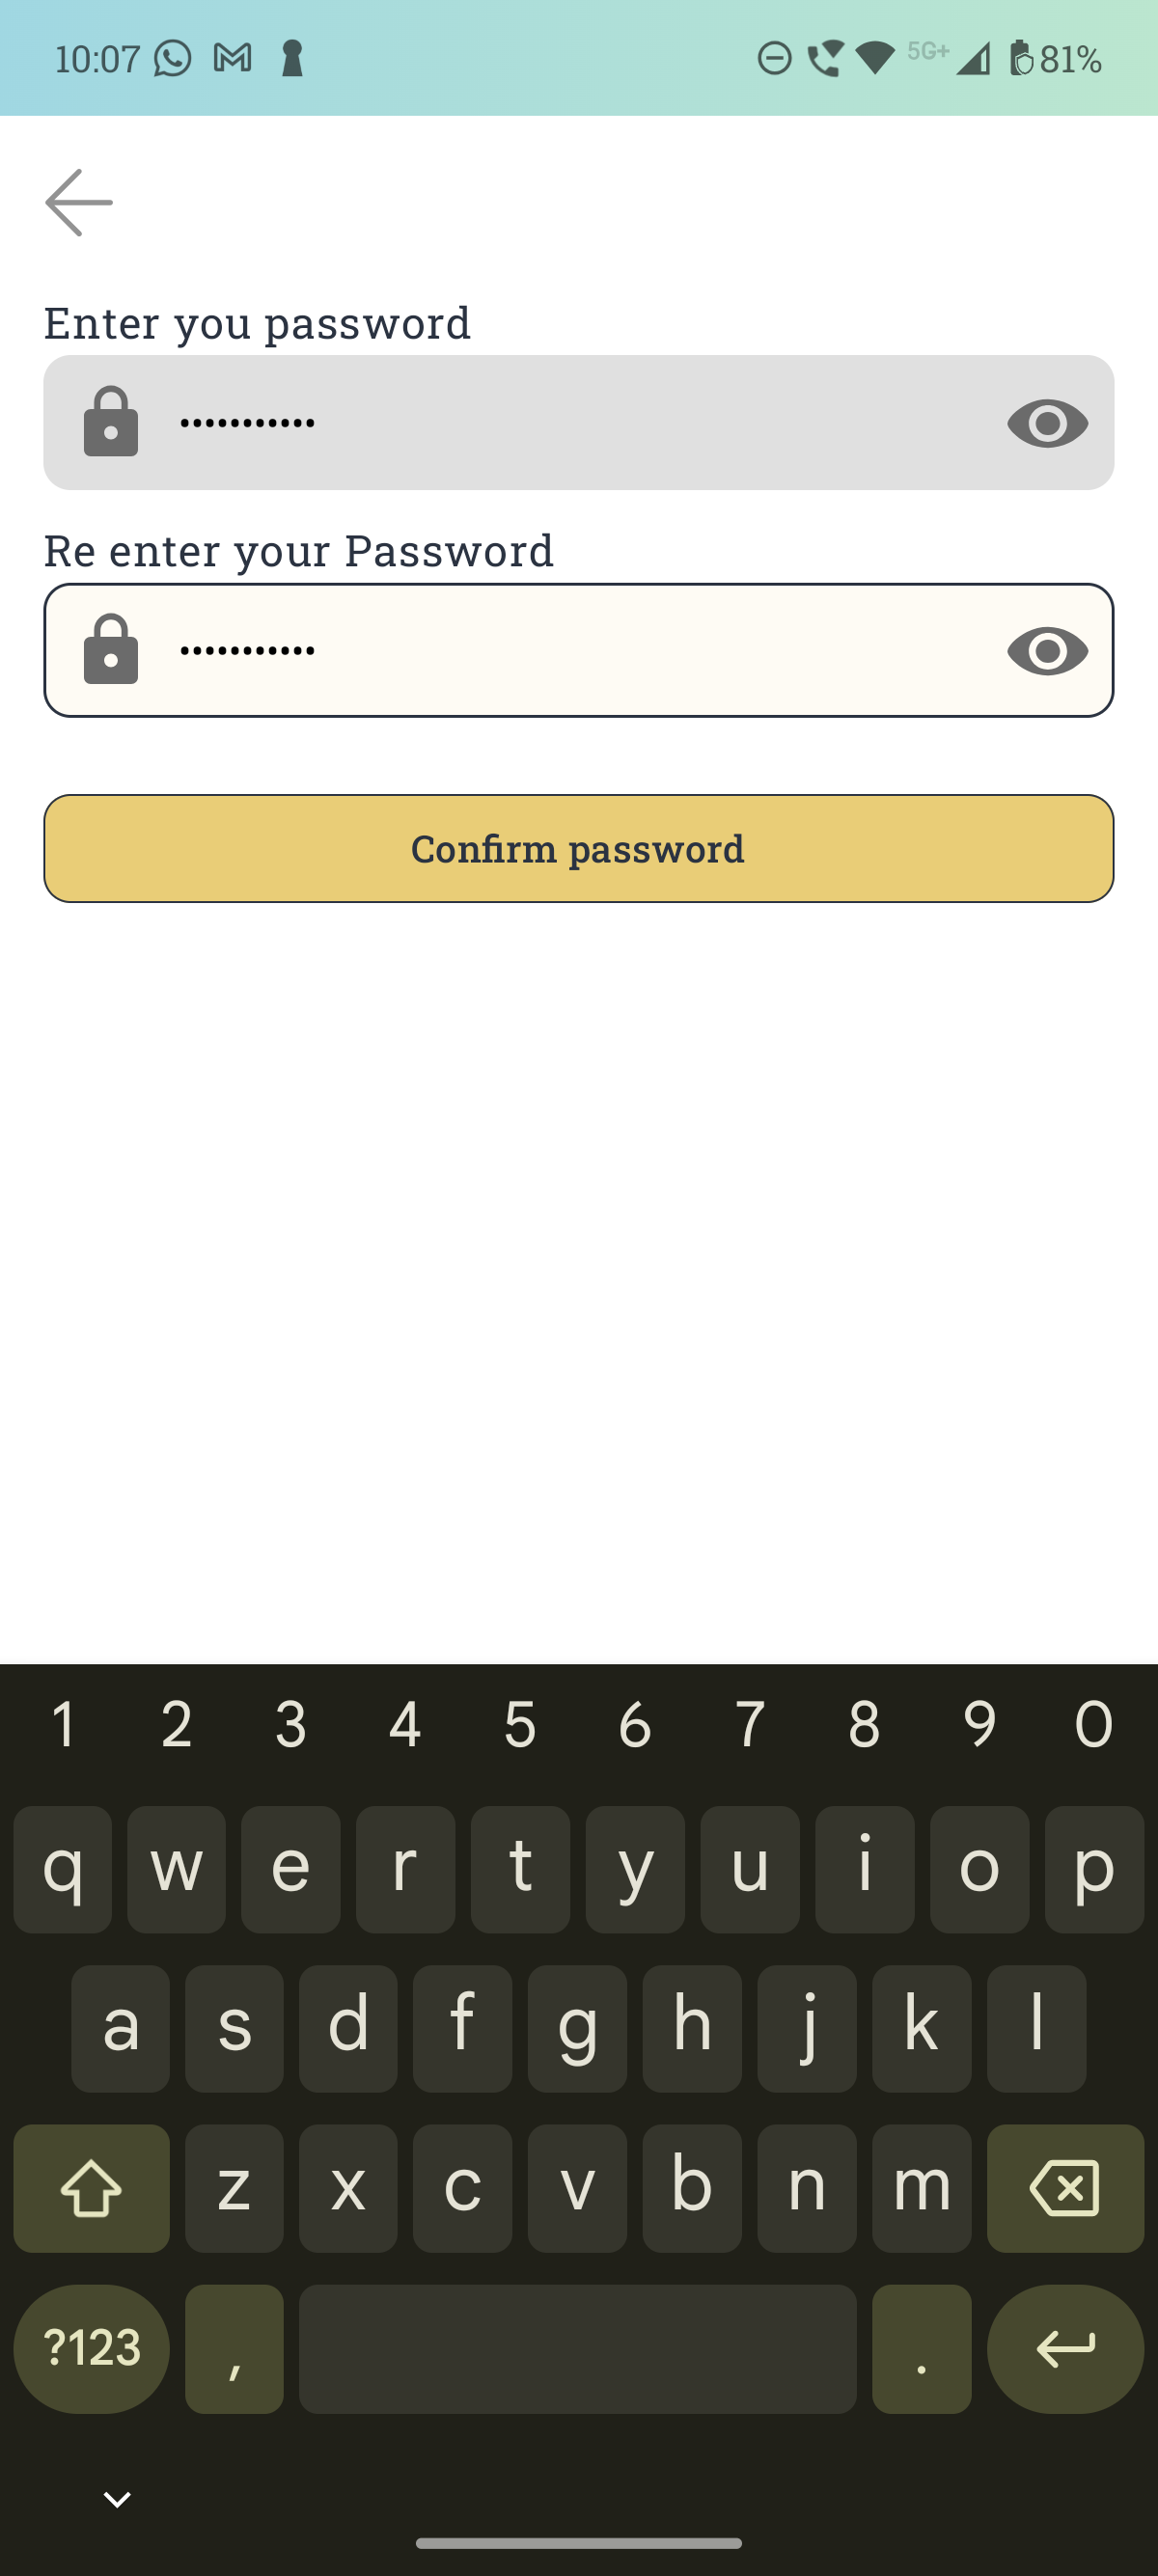 10:07 5G+ 81%
Enter you password
•••••••••••
Re enter your Password
•••••••••••
Confirm password
1 2 3 4 5 6 7 8 9 0
q w e r t y u i o p
a s d f g h j k l
z x c v b n m
?123 , .